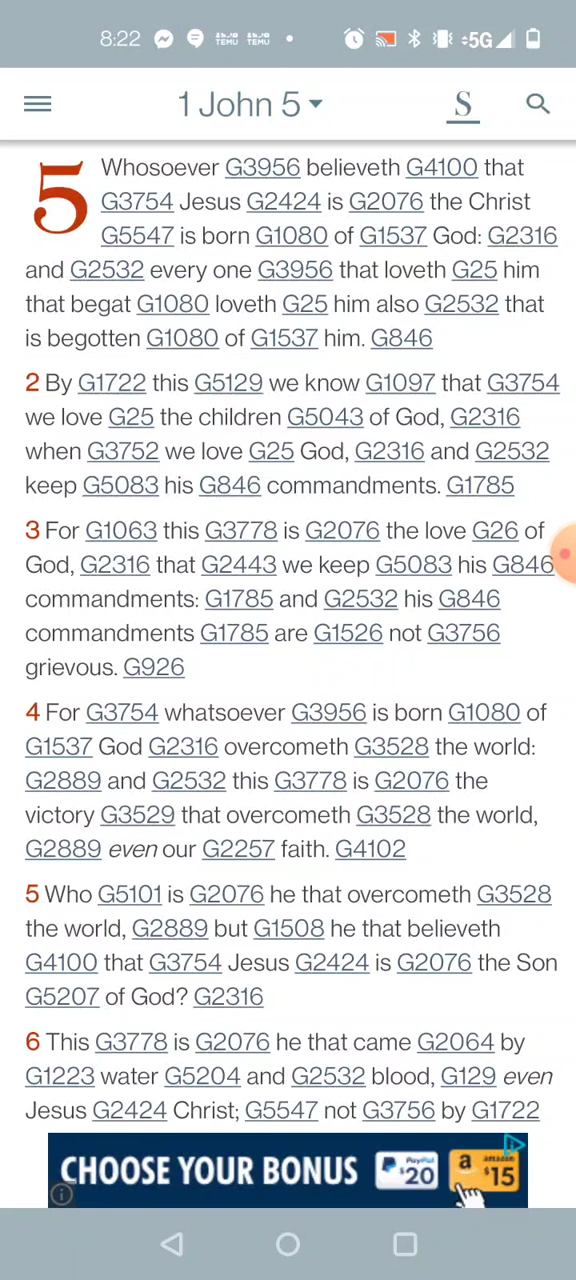 8:22 TEMU TEMU 5G
1 John 5 S
5 Whosoever G3956 believeth G4100 that
G3754 Jesus G2424 is G2076 the Christ
G5547 is born G1080 of G1537 God: G2316
and G2532 every one G3956 that loveth G25 him
that begat G1080 loveth G25 him also G2532 that
is begotten G1080 of G1537 him. G846
2 By G1722 this G5129 we know G1097 that G3754
we love G25 the children G5043 of God, G2316
when G3752 we love G25 God, G2316 and G2532
keep G5083 his G846 commandments. G1785
3 For G1063 this G3778 is G2076 the love G26 of
God, G2316 that G2443 we keep G5083 his G846
commandments: G1785 and G2532 his G846
commandments G1785 are G1526 not G3756
grievous. G926
4 For G3754 whatsoever G3956 is born G1080 of
G1537 God G2316 overcometh G3528 the world:
G2889 and G2532 this G3778 is G2076 the
victory G3529 that overcometh G3528 the world,
G2889 even our G2257 faith. G4102
5 Who G5101 is G2076 he that overcometh G3528
the world, G2889 but G1508 he that believeth
G4100 that G3754 Jesus G2424 is G2076 the Son
G5207 of God? G2316
6 This G3778 is G2076 he that came G2064 by
G1223 water G5204 and G2532 blood, G129 even
Jesus G2424 Christ; G5547 not G3756 by G1722
CHOOSE YOUR BONUS PayPal $20 a amazon $15